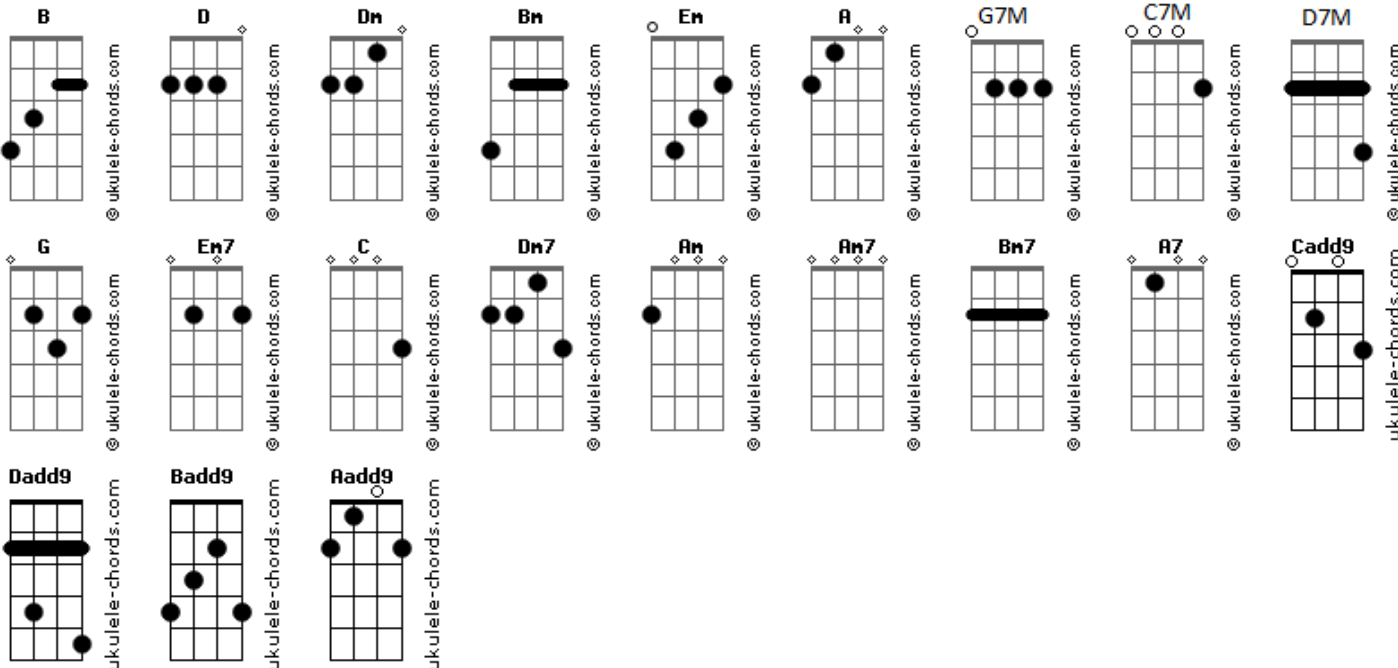 B D Dm Bm Em A G7M C7M D7M
© ukulele-chords.com © ukulele-chords.com © ukulele-chords.com © ukulele-chords.com © ukulele-chords.com © ukulele-chords.com © ukulele-chords.com © ukulele-chords.com © ukulele-chords.com
G Em7 C Dm7 Am Am7 Bm7 A7 Cadd9
© ukulele-chords.com © ukulele-chords.com © ukulele-chords.com © ukulele-chords.com © ukulele-chords.com © ukulele-chords.com © ukulele-chords.com © ukulele-chords.com ukulele-chords.com
Dadd9 Badd9 Aadd9
ukulele-chords.com ukulele-chords.com ukulele-chords.com